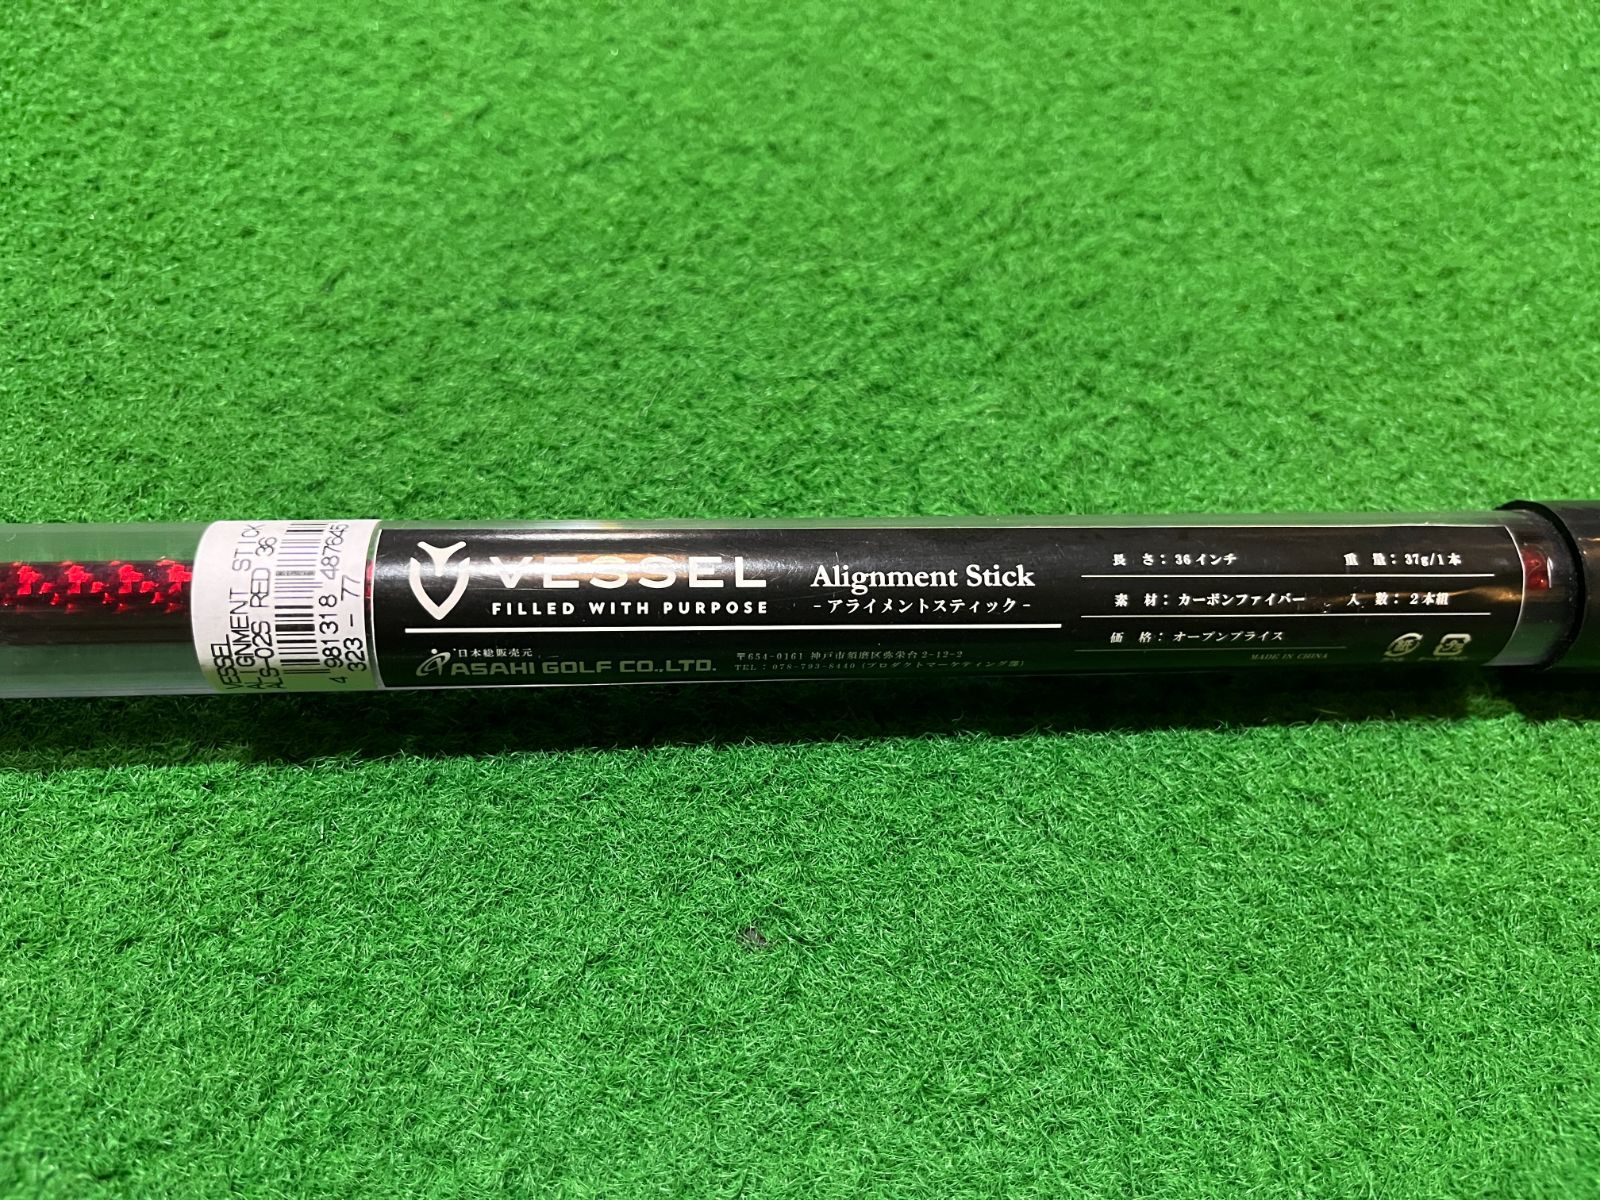 VESSEL
ALIGNMENT STICK
ALS-02S RED 36
4 981318 487645
323-77
VESSEL
FILLED WITH PURPOSE
Alignment Stick
-アライメントスティック-
日本総販売元
ASAHI GOLF CO.,LTD.
〒654-0161 神戸市須磨区弥栄台2-12-2
TEL：078-793-8440 (プロダクトマーケティング部)
長 さ：36インチ
重 量：37g/1本
素 材：カーボンファイバー
入 数：2本組
価 格：オープンプライス
MADE IN CHINA